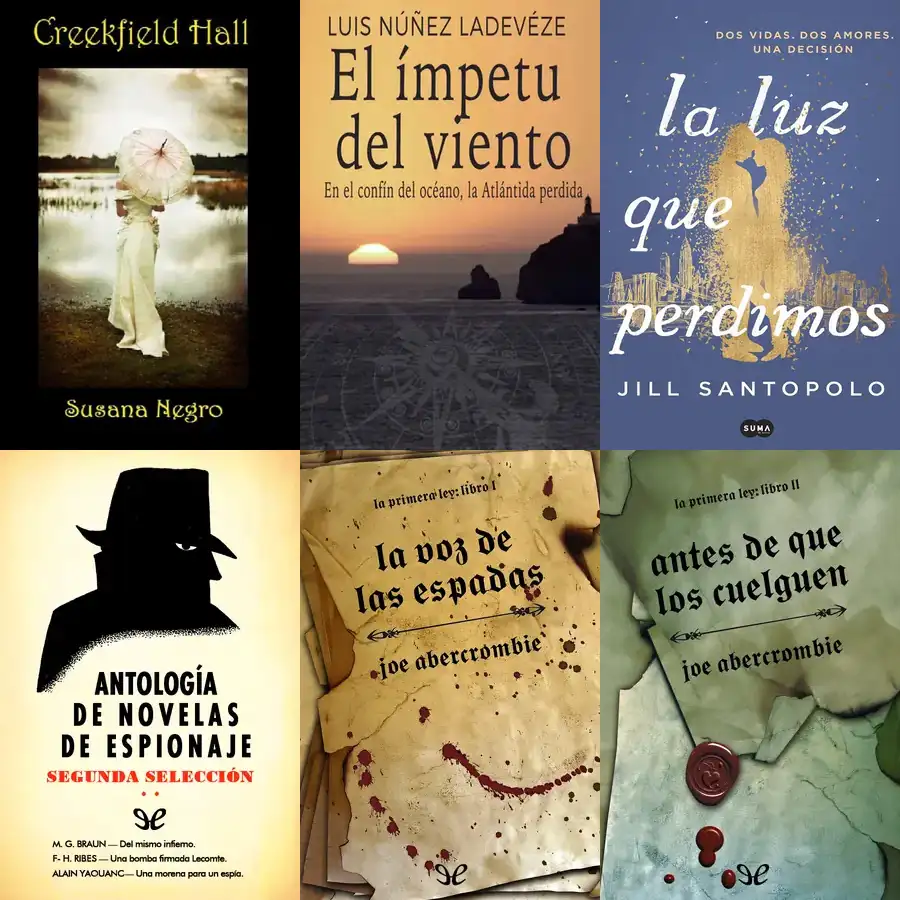 Creekfield Hall
Susana Negro
LUIS NÚÑEZ LADEVÉZE
El ímpetu
del viento
En el confín del océano, la Atlántida perdida
DOS VIDAS. DOS AMORES.
UNA DECISIÓN
la luz
que
perdimos
JILL SANTOPOLO
SUMA
ANTOLOGÍA
DE NOVELAS
DE ESPIONAJE
SEGUNDA SELECCIÓN
M. G. BRAUN — Del mismo infierno.
F- H. RIBES — Una bomba firmada Lecomte.
ALAIN YAOUANC — Una morena para un espía.
la primera ley: libro I
la voz de
las espadas
joe abercrombie
la primera ley: libro II
antes de que
los cuelguen
joe abercrombie